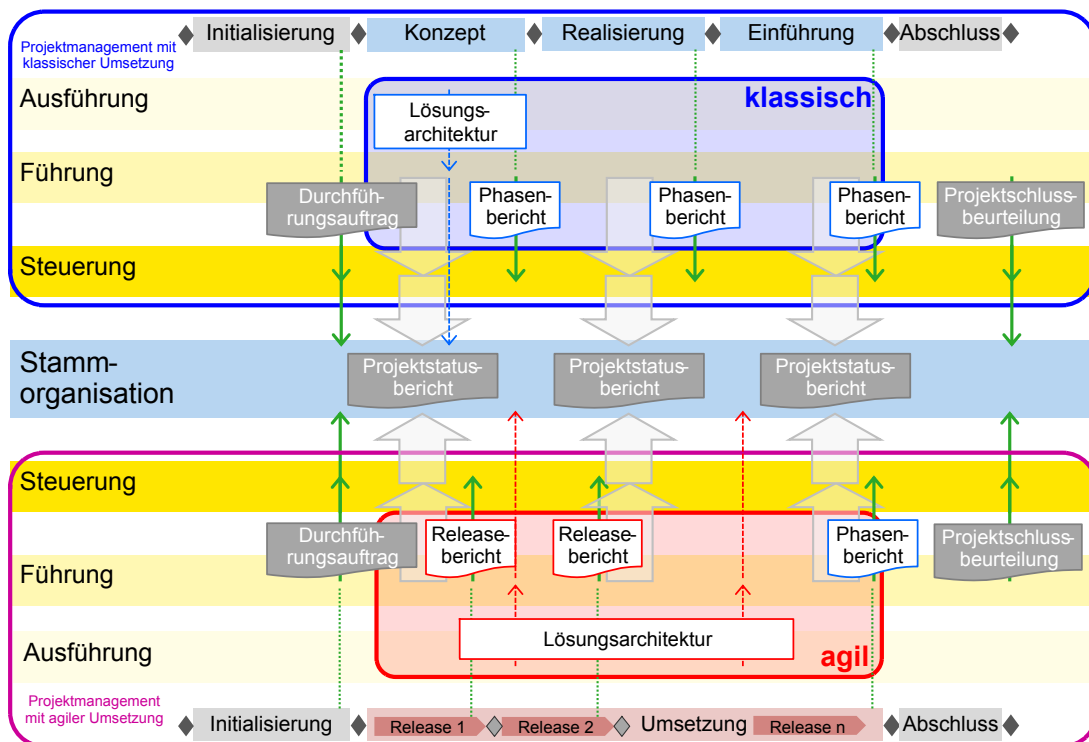 Initialisierung
Konzept
Realisierung
Einführung
Abschluss
Projektmanagement mit
klassischer Umsetzung
Ausführung
klassisch
Lösungs-
architektur
Führung
Durchfüh-
rungsauftrag
Phasen-
bericht
Phasen-
bericht
Phasen-
bericht
Projektschluss-
beurteilung
Steuerung
Stamm-
organisation
Projektstatus-
bericht
Projektstatus-
bericht
Projektstatus-
bericht
Steuerung
Durchfüh-
rungsauftrag
Release-
bericht
Release-
bericht
Phasen-
bericht
Projektschluss-
beurteilung
Führung
Lösungsarchitektur
Ausführung
agil
Projektmanagement
mit agiler Umsetzung
Initialisierung
Release 1
Release 2
Umsetzung
Release n
Abschluss